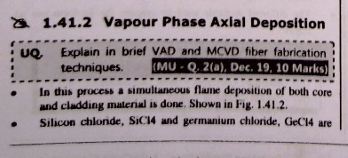 1.41.2 Vapour Phase Axial Deposition
UQ. Explain in brief VAD and MCVD fiber fabrication
techniques. (MU - Q. 2(a), Dec. 19, 10 Marks)
• In this process a simultaneous flame deposition of both core
and cladding material is done. Shown in Fig. 1.41.2.
• Silicon chloride, SiC14 and germanium chloride, GeC14 are